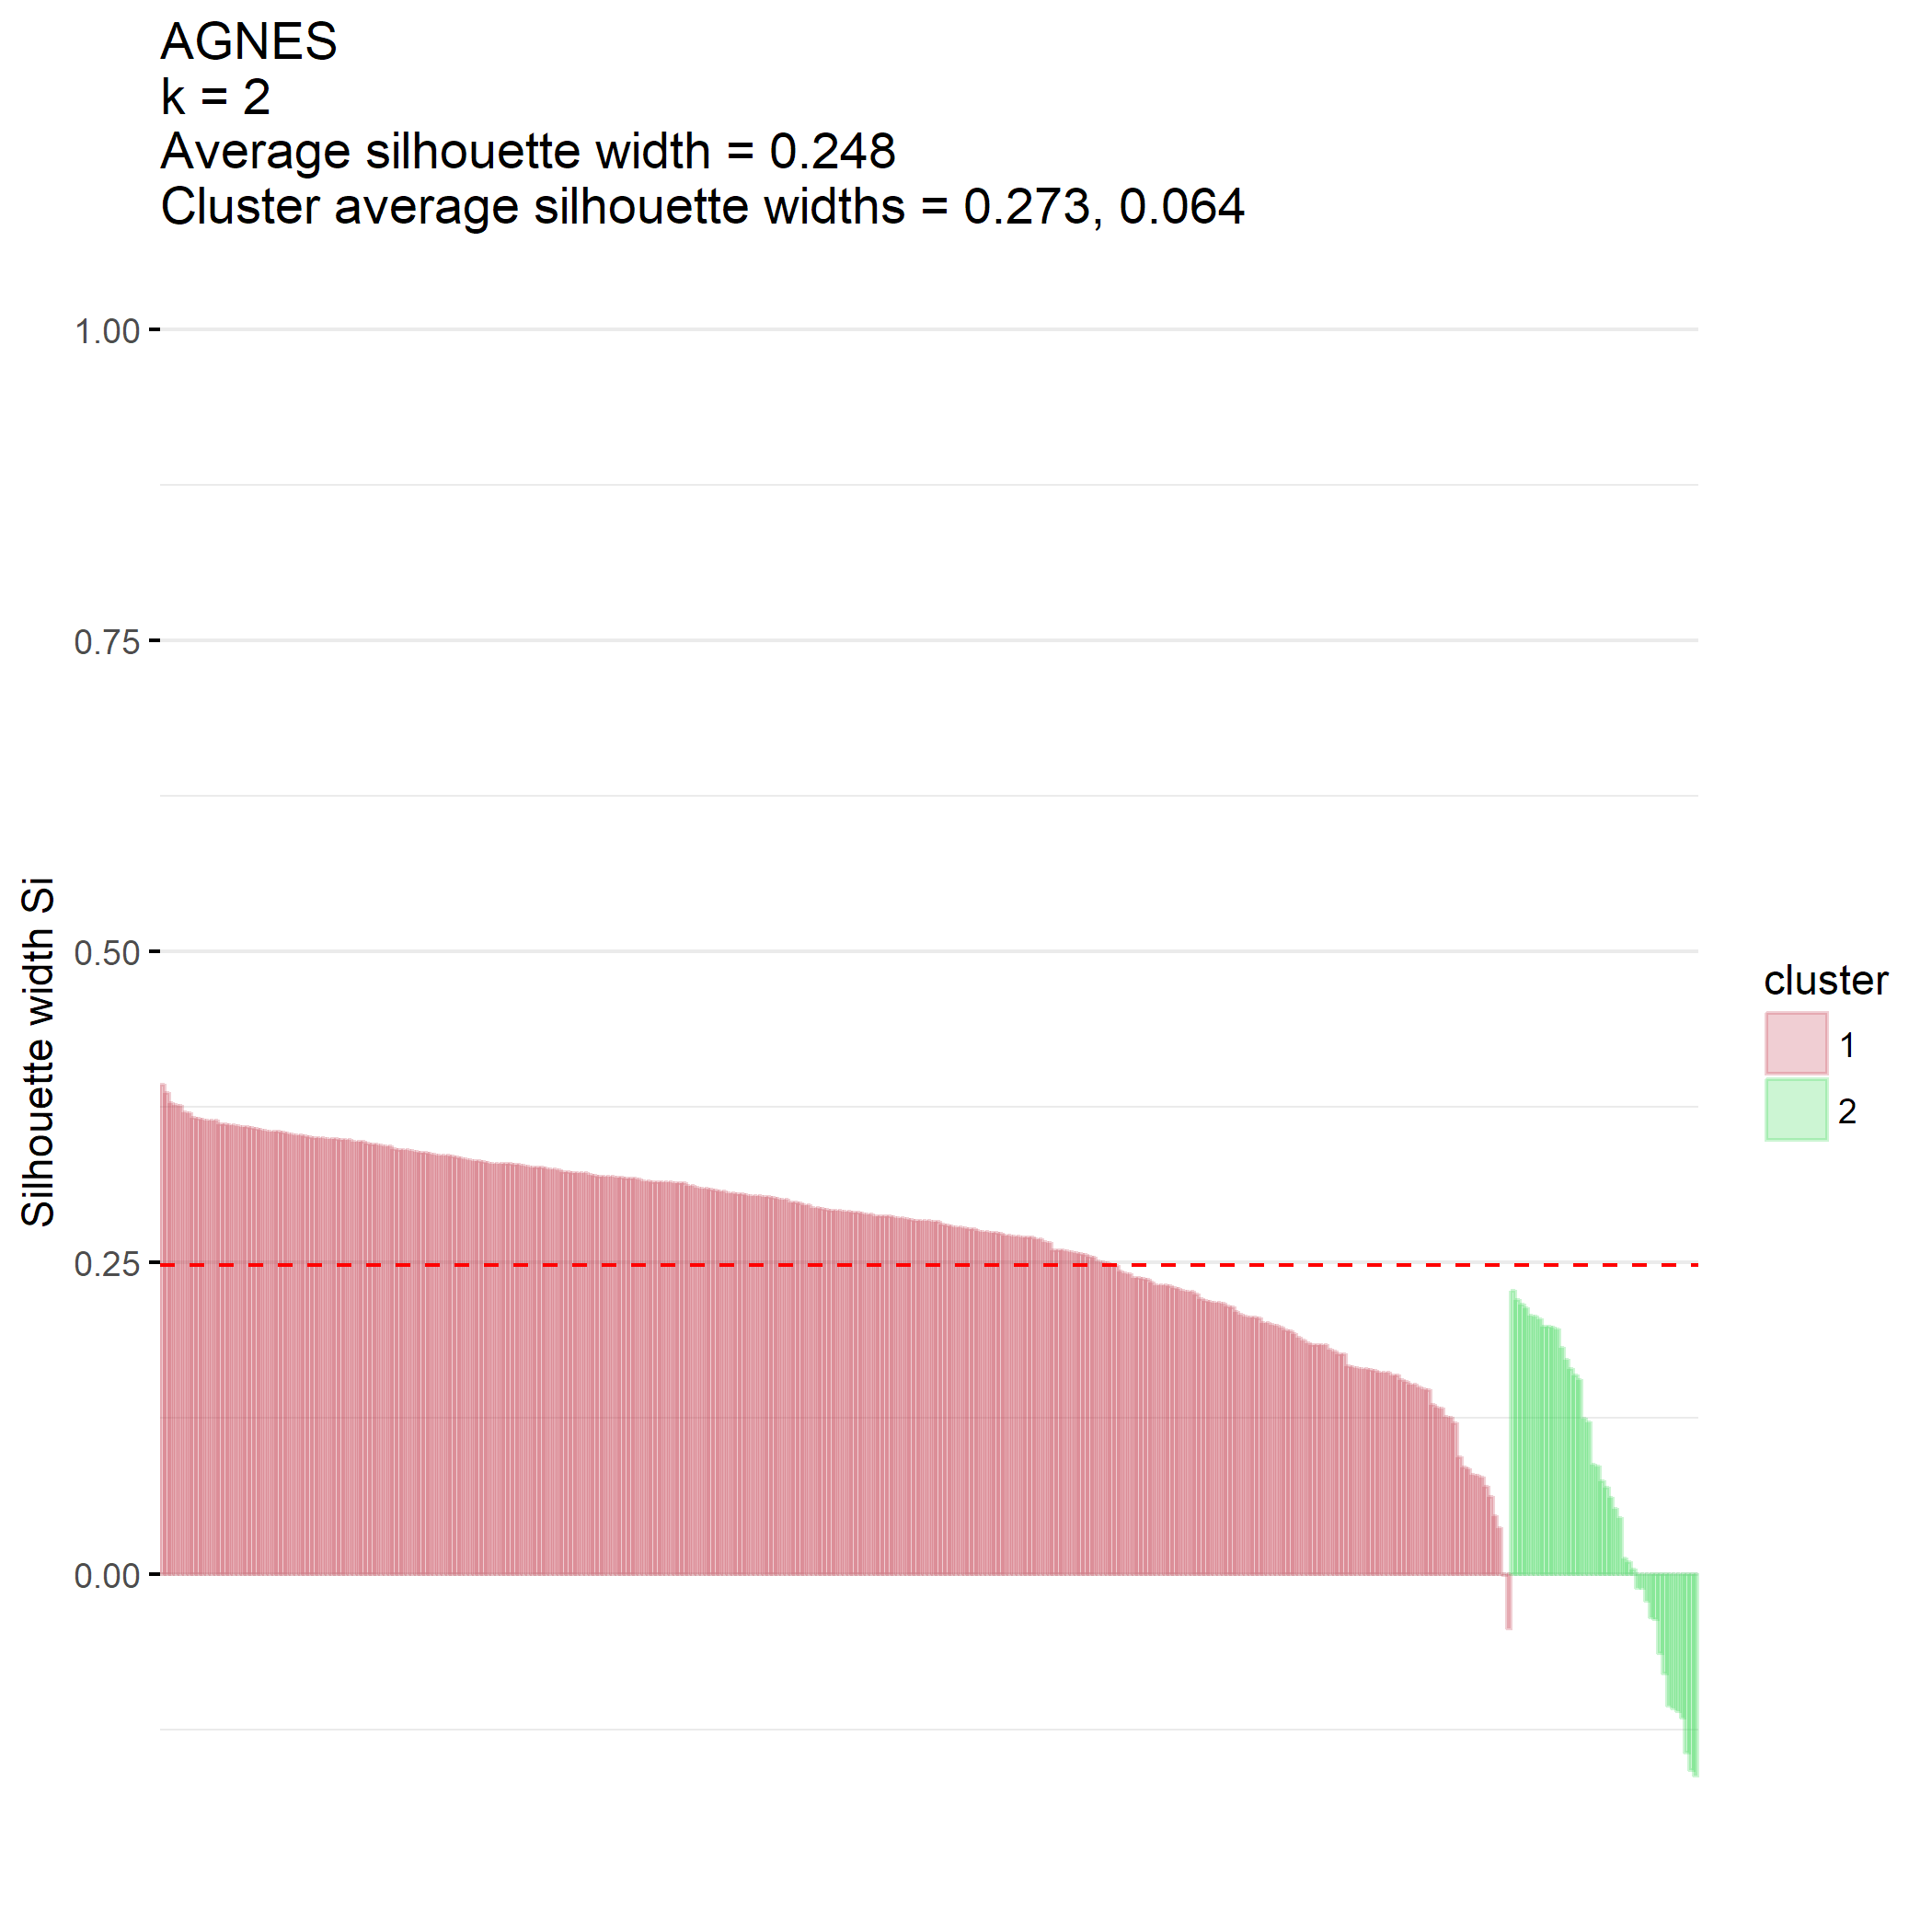 AGNES
k = 2
Average silhouette width = 0.248
Cluster average silhouette widths = 0.273, 0.064
1.00
0.75
0.50
0.25
0.00
Silhouette width Si
cluster
1
2